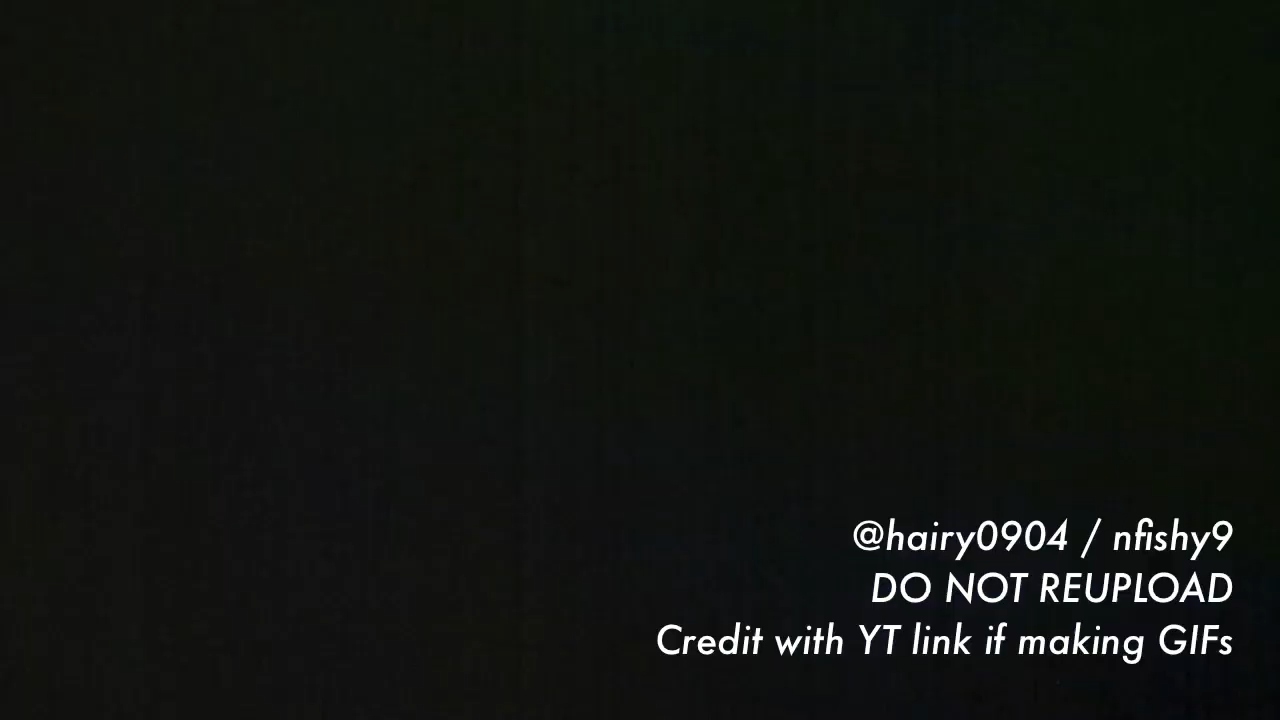 @hairy0904 / nfishy9
DO NOT REUPLOAD
Credit with YT link if making GIFs